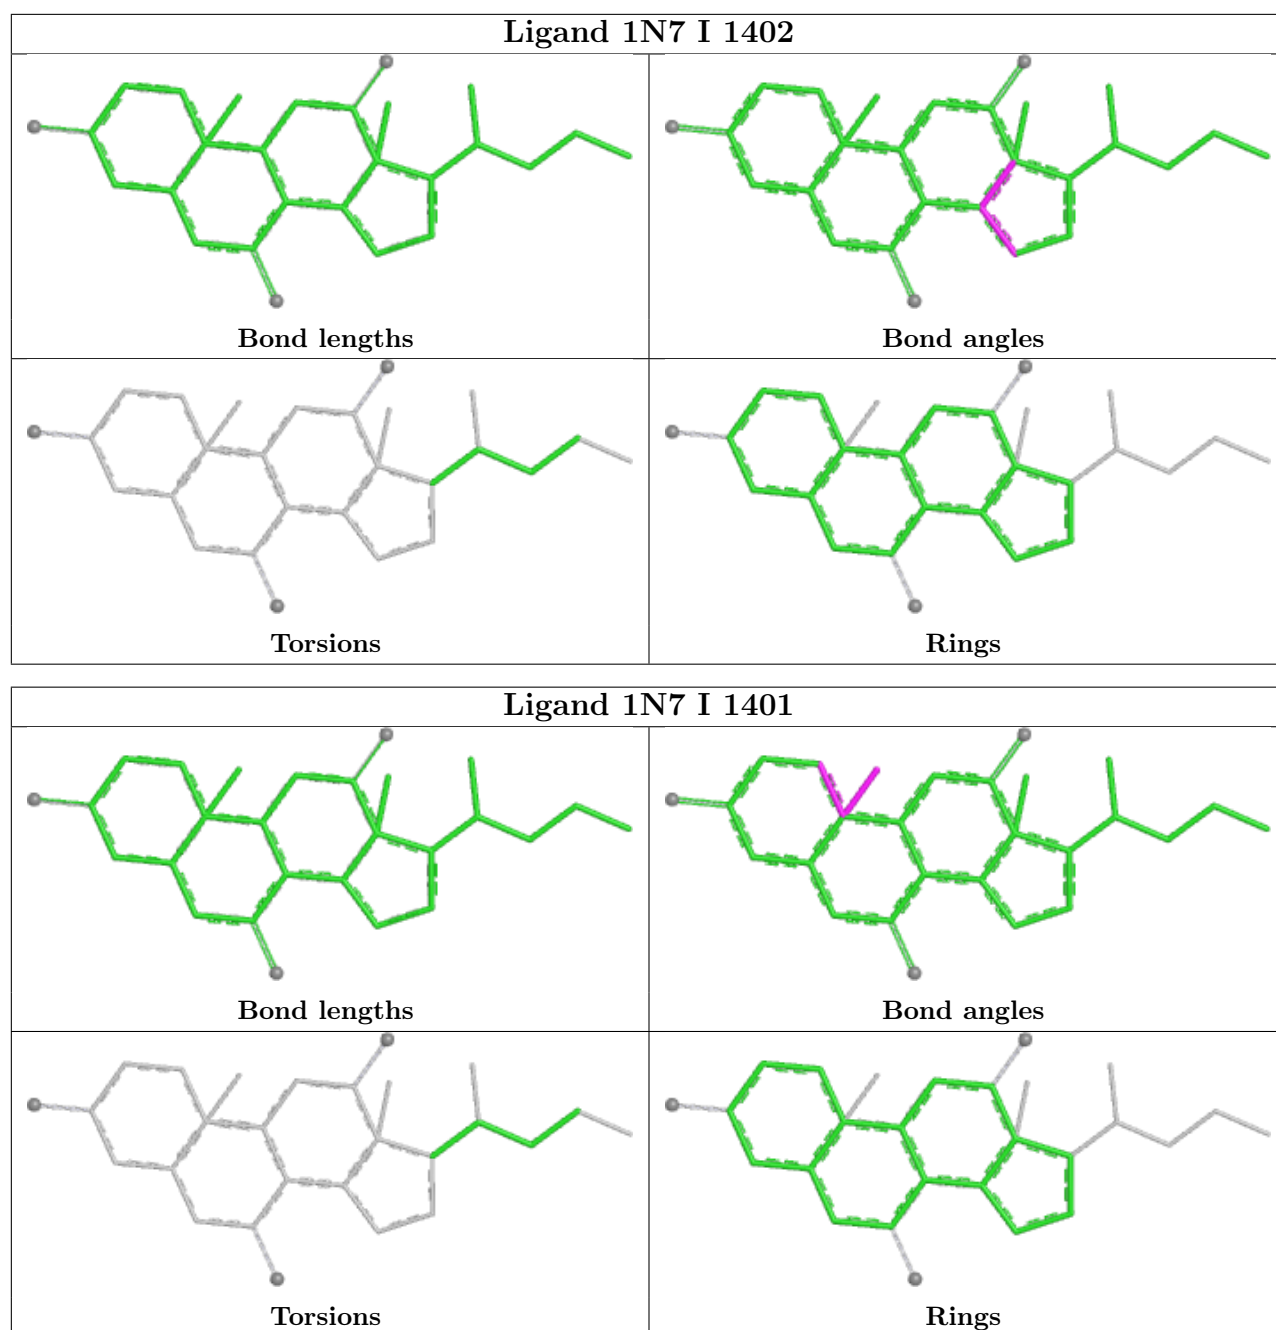 Ligand 1N7 I 1402
Bond lengths
Bond angles
Torsions
Rings
Ligand 1N7 I 1401
Bond lengths
Bond angles
Torsions
Rings